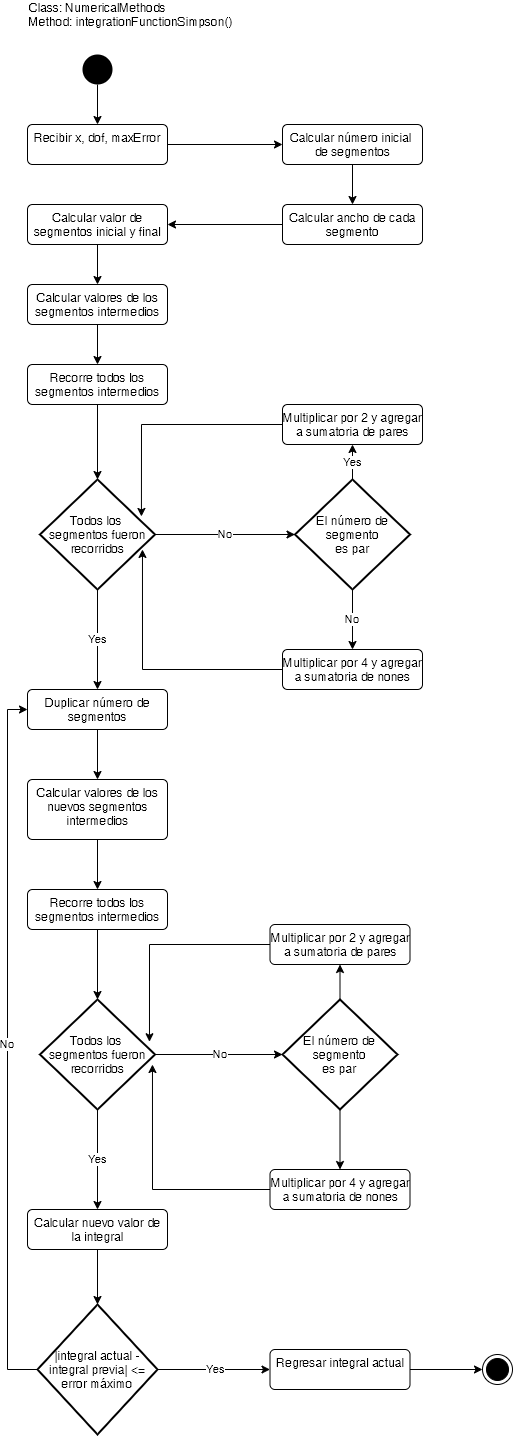 Class: NumericalMethods
Method: integrationFunctionSimpson()
Recibir x, dof, maxError
Calcular número inicial
de segmentos
Calcular valor de
segmentos inicial y final
Calcular ancho de cada
segmento
Calcular valores de los
segmentos intermedios
Recorre todos los
segmentos intermedios
Multiplicar por 2 y agregar
a sumatoria de pares
Yes
Todos los
segmentos fueron
recorridos
No
El número de
segmento
es par
No
Yes
Multiplicar por 4 y agregar
a sumatoria de nones
Duplicar número de
segmentos
Calcular valores de los
nuevos segmentos
intermedios
Recorre todos los
segmentos intermedios
Multiplicar por 2 y agregar
a sumatoria de pares
No
Todos los
segmentos fueron
recorridos
No
El número de
segmento
es par
Yes
Multiplicar por 4 y agregar
a sumatoria de nones
Calcular nuevo valor de
la integral
|integral actual -
integral previa| <=
error máximo
Yes
Regresar integral actual